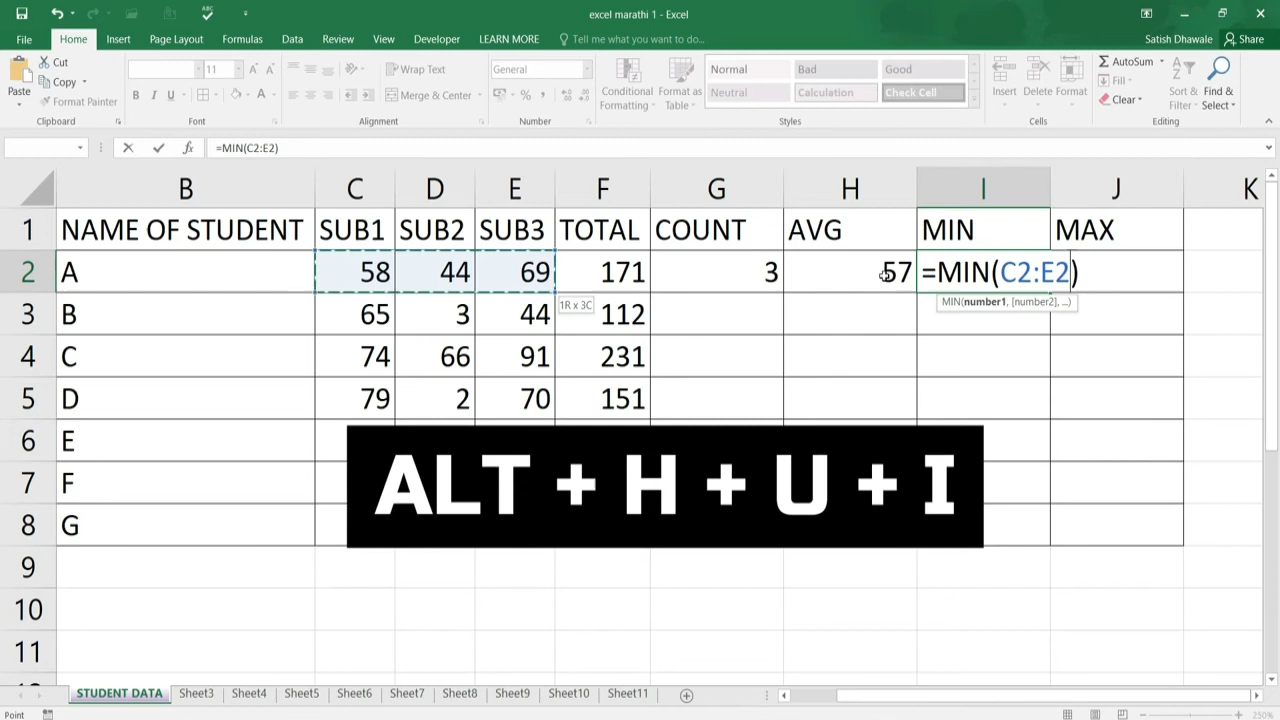 excel marathi 1 - Excel
File Home Insert Page Layout Formulas Data Review View Developer LEARN MORE Tell me what you want to do... Satish Dhawale Share
Paste
Cut
Copy
Format Painter
Clipboard
11
B I U
Font
Wrap Text
Merge & Center
Alignment
General
Number
Conditional Formatting
Format as Table
Normal Bad Good
Neutral Calculation Check Cell
Styles
Insert Delete Format
Cells
AutoSum
Fill
Clear
Sort & Filter
Find & Select
Editing
=MIN(C2:E2)
B C D E F G H I J K
1 NAME OF STUDENT SUB1 SUB2 SUB3 TOTAL COUNT AVG MIN MAX
2 A 58 44 69 171 3 57 =MIN(C2:E2)
1R x 3C
MIN(number1, [number2], ...)
3 B 65 3 44 112
4 C 74 66 91 231
5 D 79 2 70 151
6 E
7 F
8 G
ALT + H + U + I
9
10
11
STUDENT DATA Sheet3 Sheet4 Sheet5 Sheet6 Sheet7 Sheet8 Sheet9 Sheet10 Sheet11
Point
250%